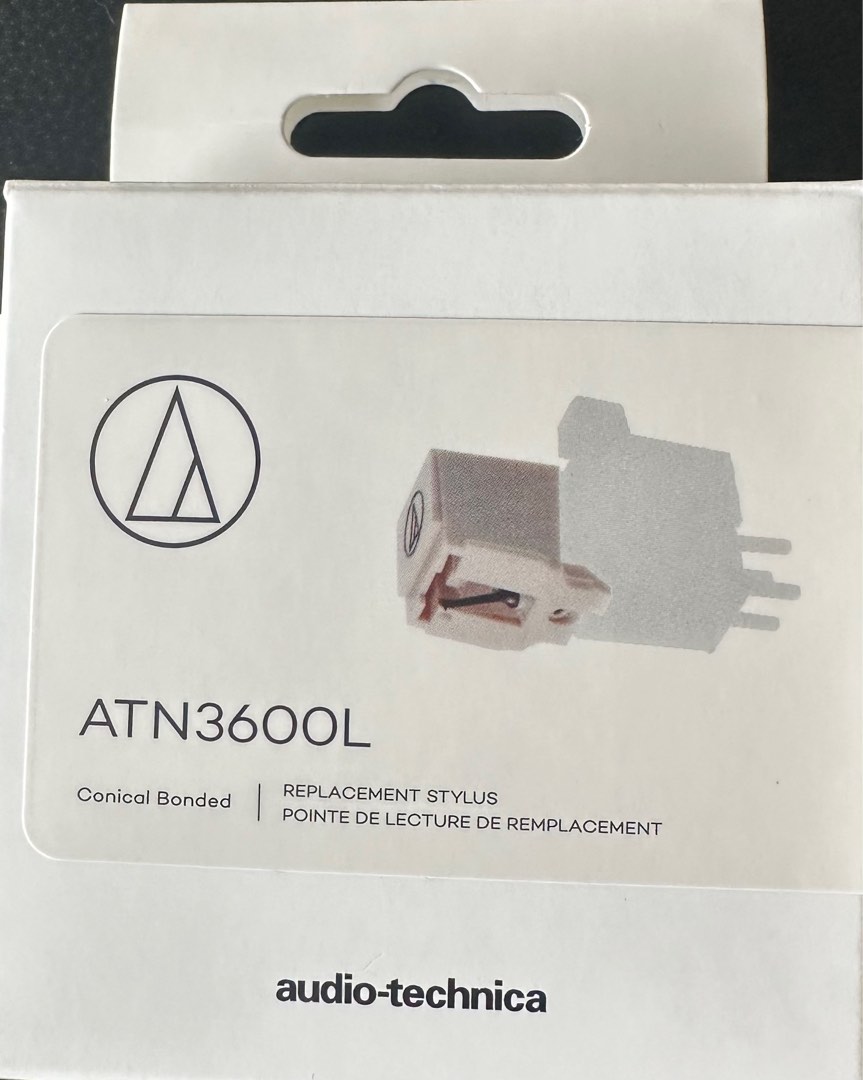 ATN3600L
Conical Bonded
REPLACEMENT STYLUS
POINTE DE LECTURE DE REMPLACEMENT
audio-technica